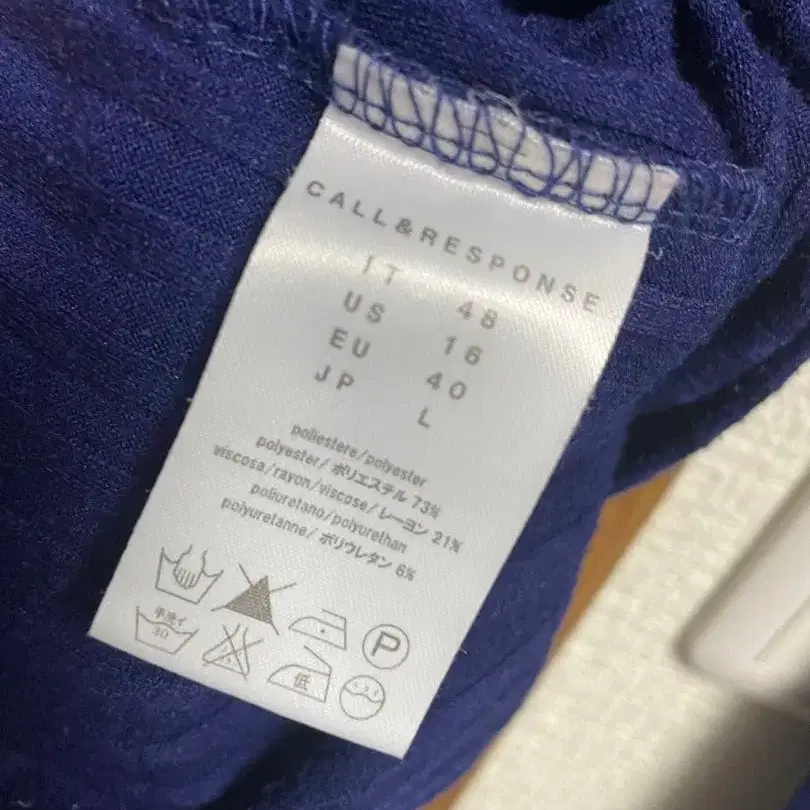 CALL&RESPONSE
IT 48
US 16
EU 40
JP L
poliestere/polyester
polyester/ポリエステル 73%
viscosa/rayon/viscose/レーヨン 21%
poliuretano/polyurethan
polyuretanne/ポリウレタン 6%
P
手洗イ
30
低